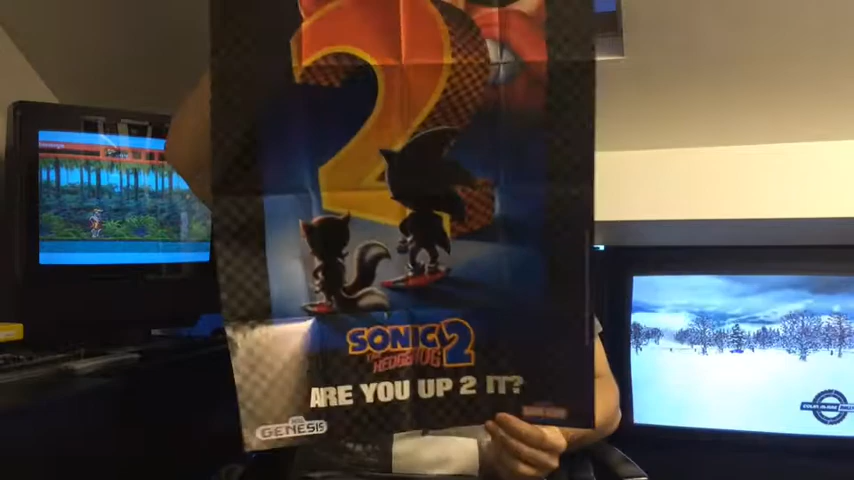 2
SONIC
THE HEDGEHOG
2
ARE YOU UP 2 IT?
GENESIS